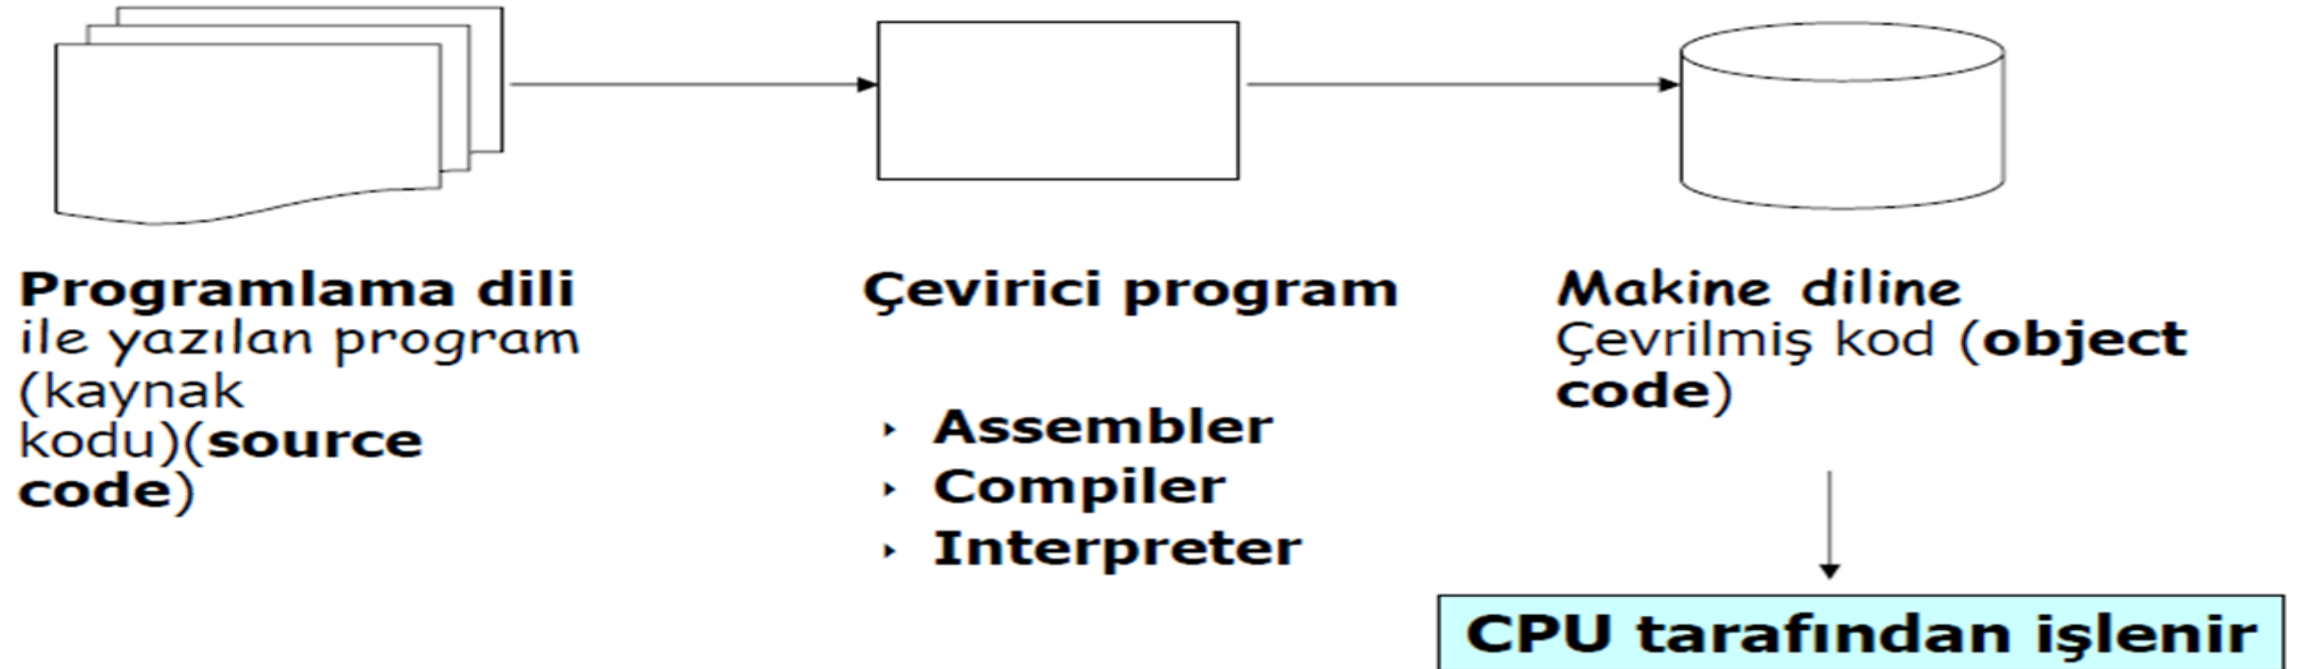 Programlama dili
ile yazılan program
(kaynak
kodu)(source
code)
Çevirici program
‣ Assembler
‣ Compiler
‣ Interpreter
Makine diline
Çevrilmiş kod (object
code)
CPU tarafından işlenir